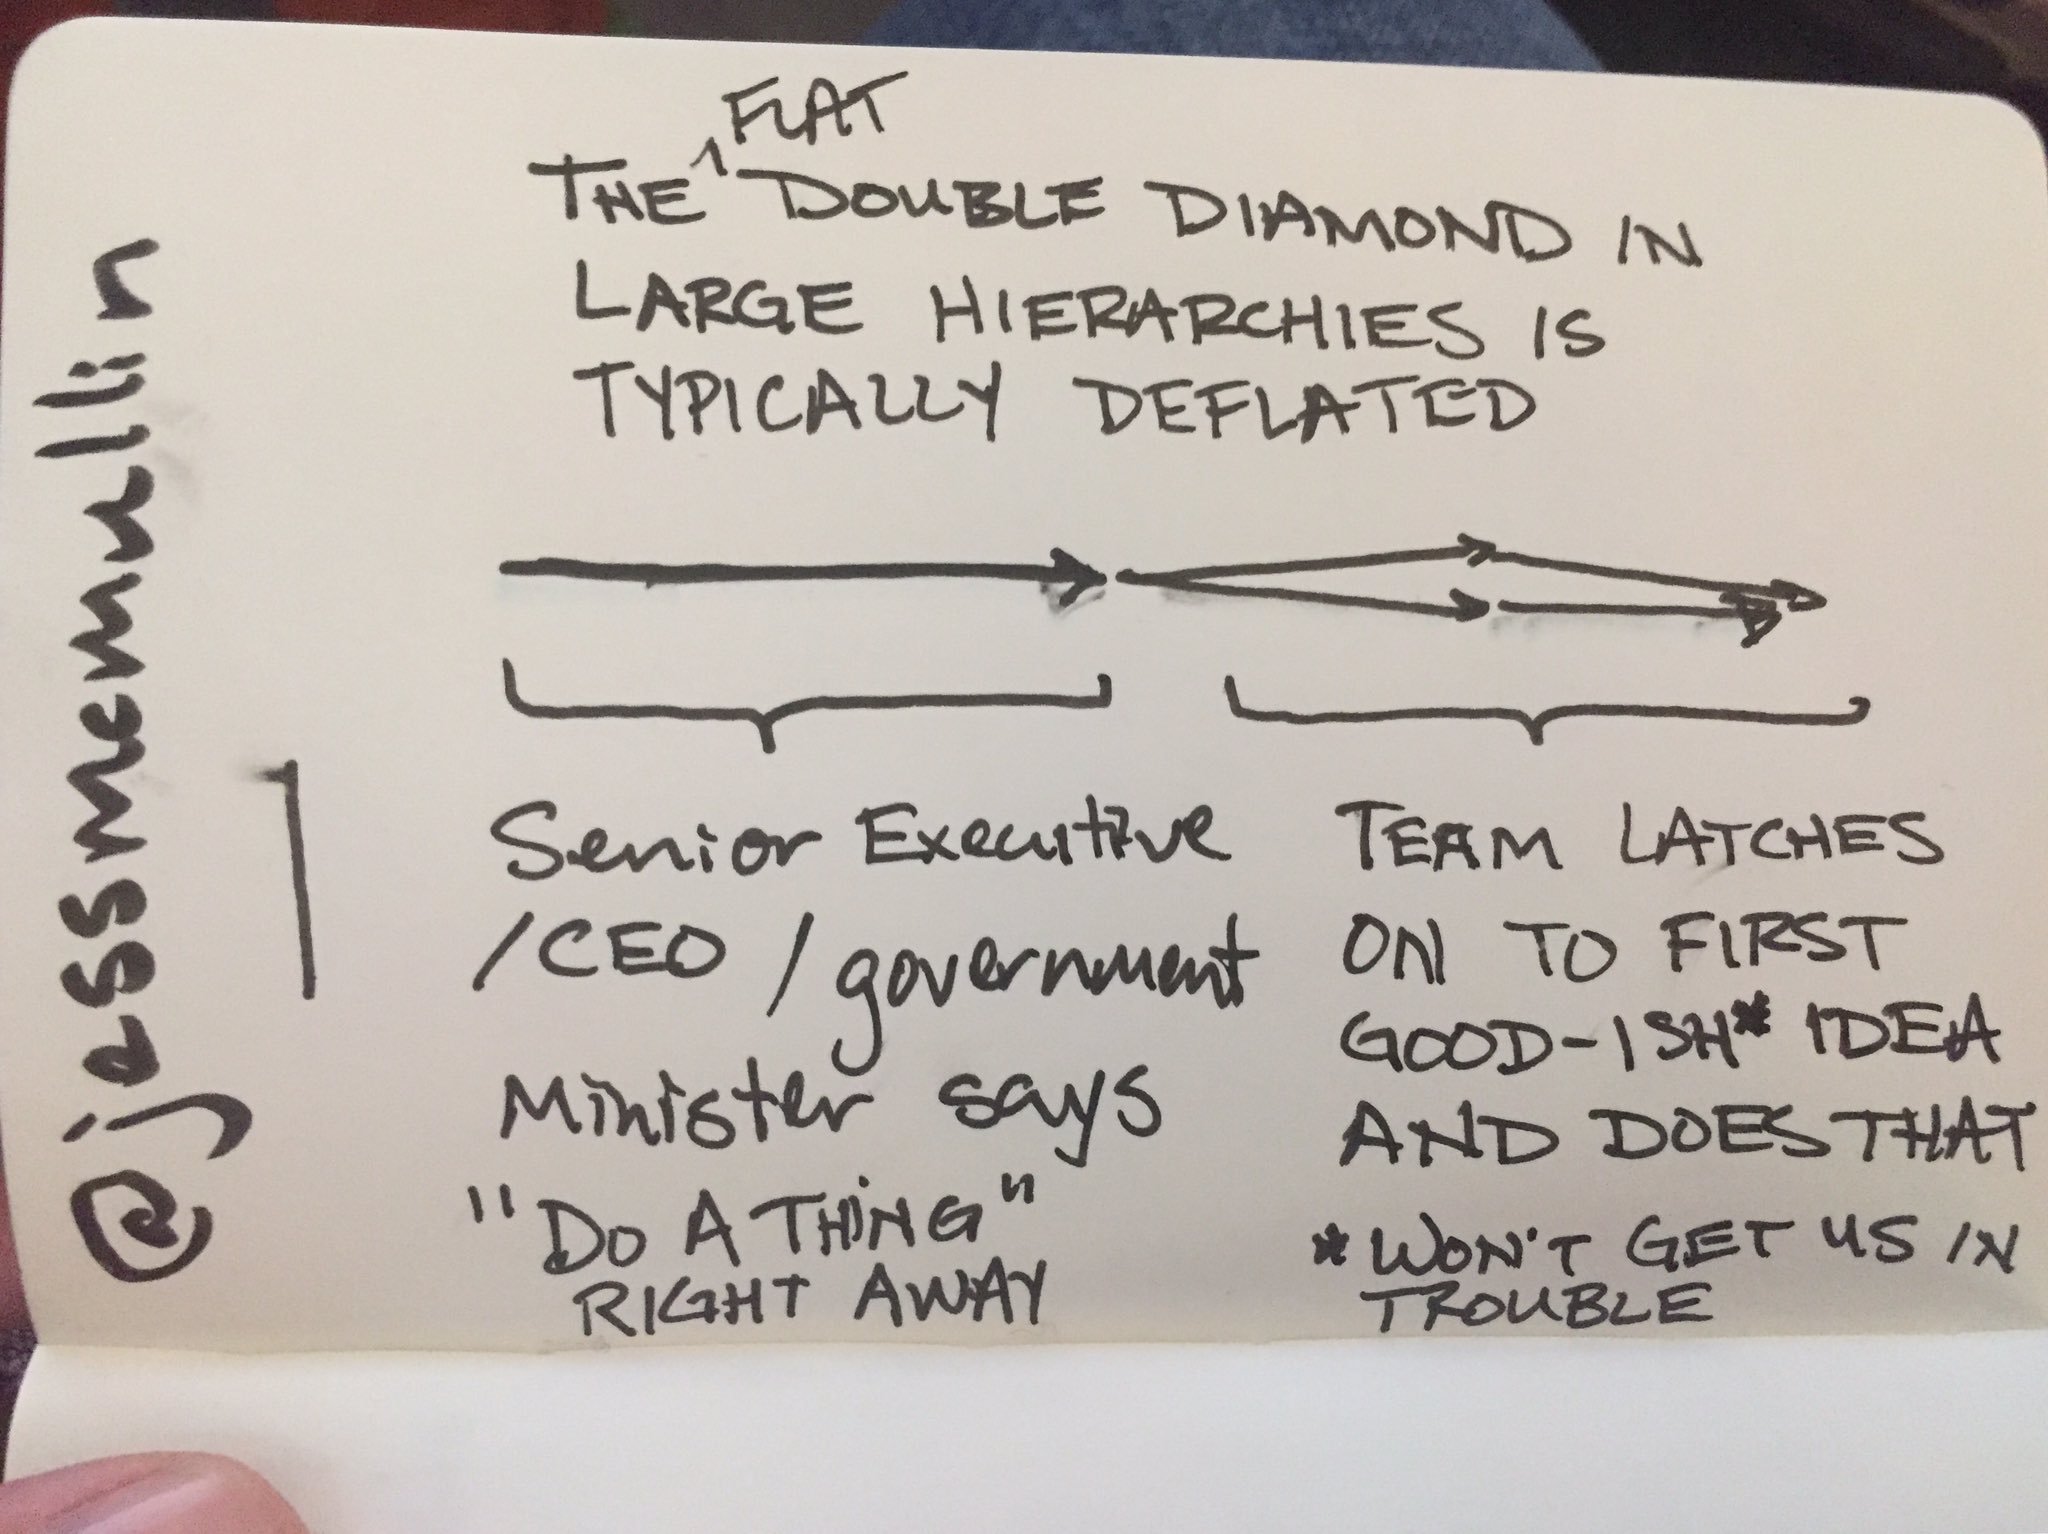 THE ^ FLAT DOUBLE DIAMOND IN
LARGE HIERARCHIES IS
TYPICALLY DEFLATED
Senior Executive
/CEO / government
Minister says
"DO A THING"
RIGHT AWAY
TEAM LATCHES
ON TO FIRST
GOOD-ISH* IDEA
AND DOES THAT
*WON'T GET US IN
TROUBLE
@jessmcmullin